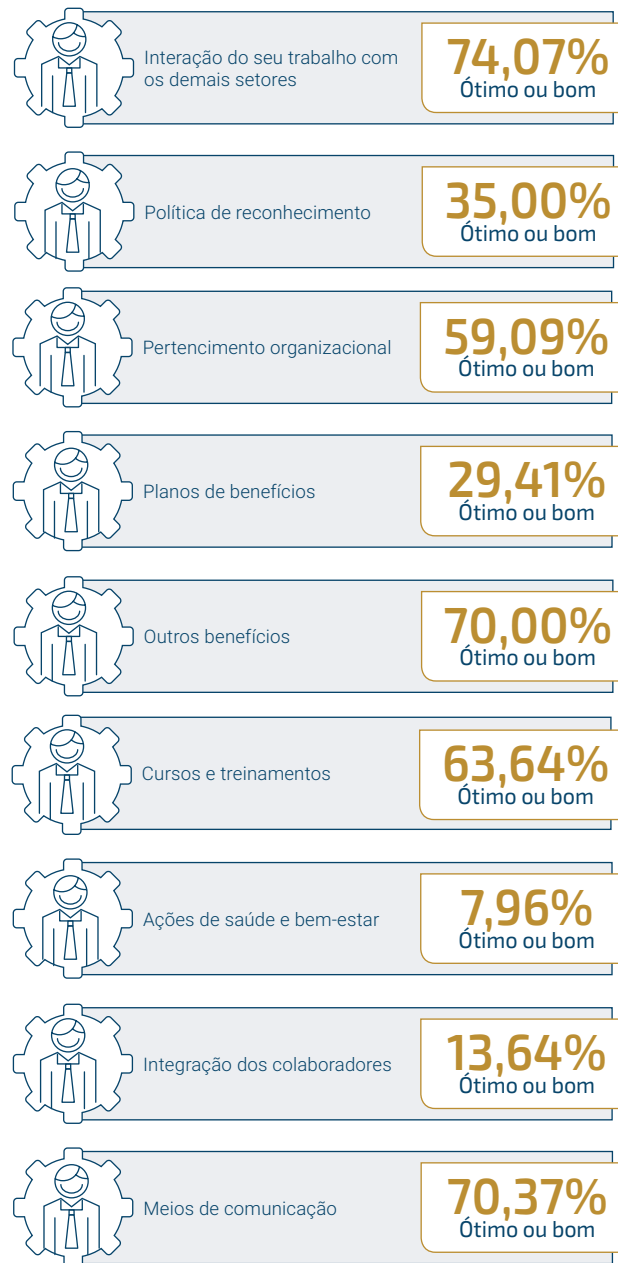 Interação do seu trabalho com
os demais setores
74,07%
Ótimo ou bom
Política de reconhecimento
35,00%
Ótimo ou bom
Pertencimento organizacional
59,09%
Ótimo ou bom
Planos de benefícios
29,41%
Ótimo ou bom
Outros benefícios
70,00%
Ótimo ou bom
Cursos e treinamentos
63,64%
Ótimo ou bom
Ações de saúde e bem-estar
7,96%
Ótimo ou bom
Integração dos colaboradores
13,64%
Ótimo ou bom
Meios de comunicação
70,37%
Ótimo ou bom